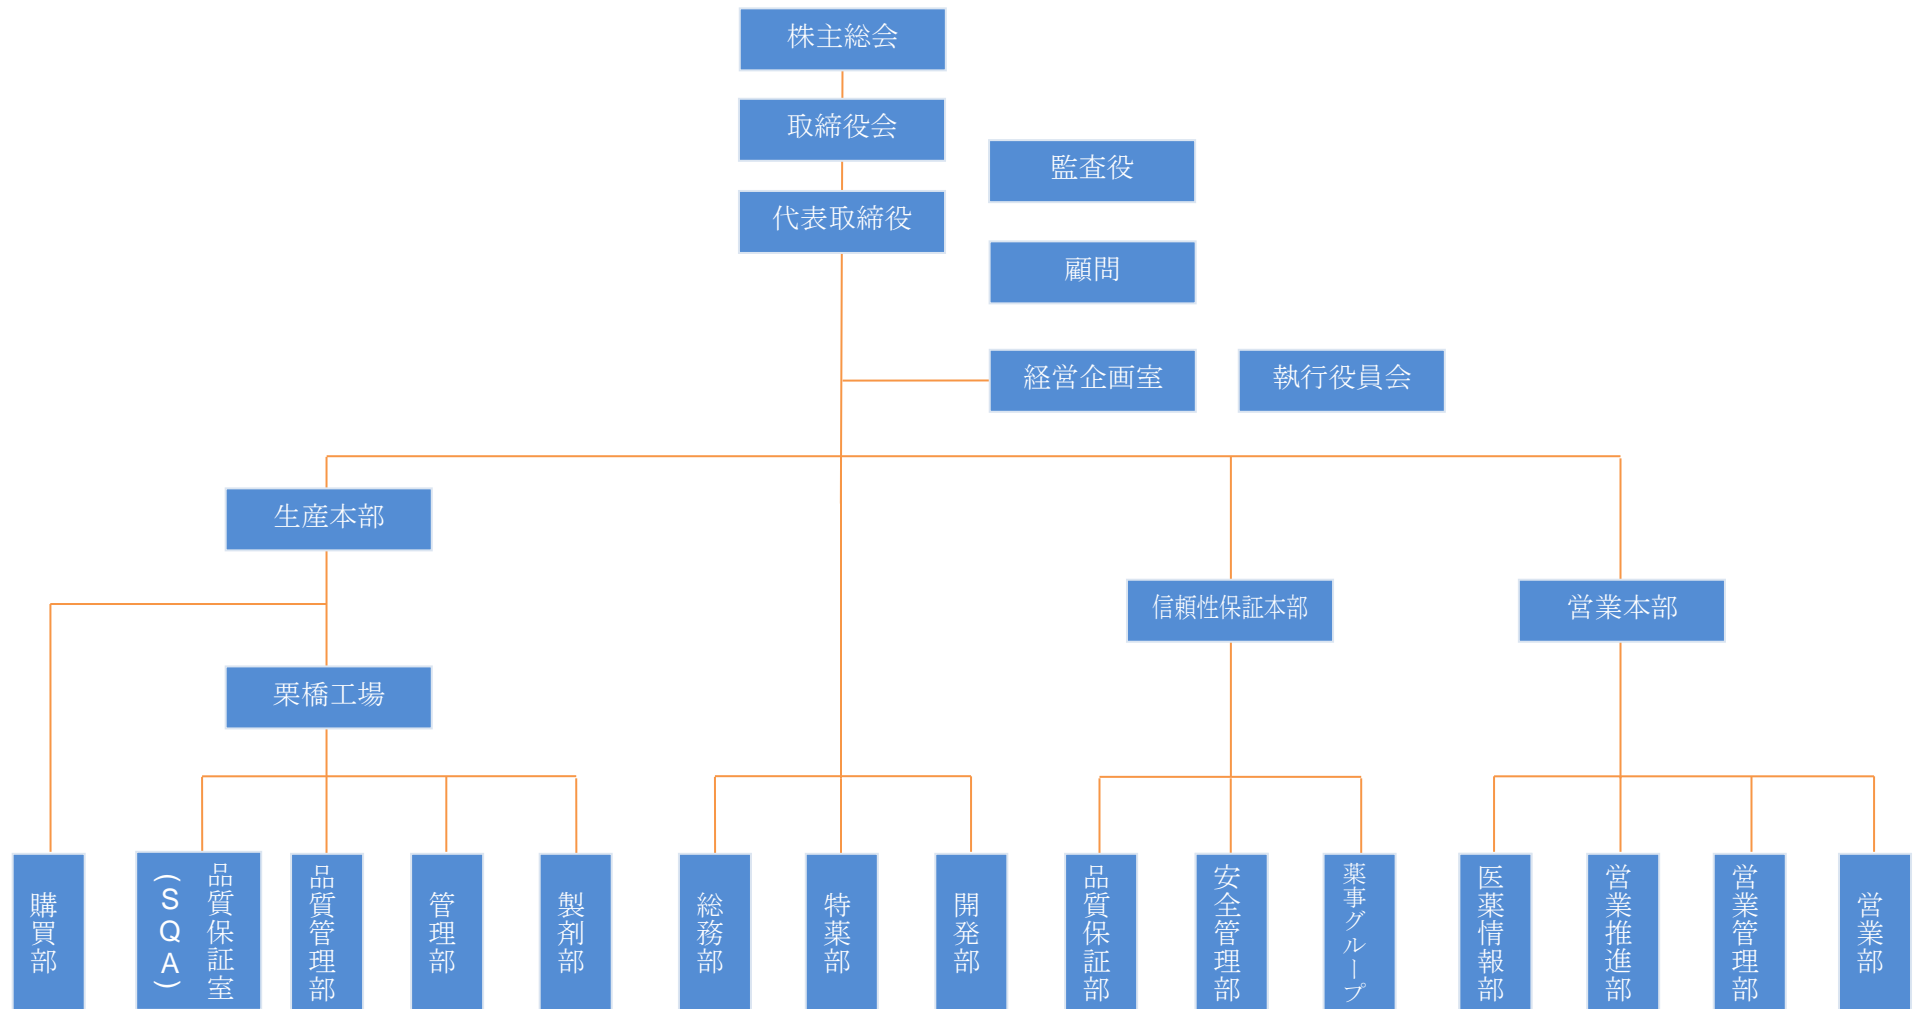 株主総会
取締役会
監査役
代表取締役
顧問
経営企画室
執行役員会
生産本部
信頼性保証本部
営業本部
栗橋工場
購買部
品質保証室
(SQA)
品質管理部
管理部
製剤部
総務部
特薬部
開発部
品質保証部
安全管理部
薬事グループ
医薬情報部
営業推進部
営業管理部
営業部